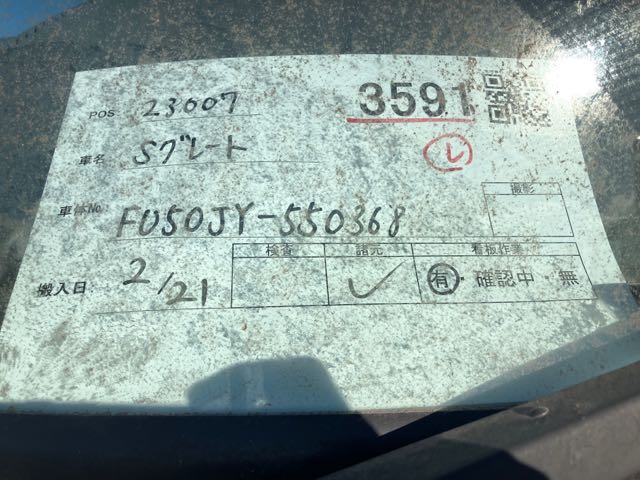 3591
POS 23607
車名 Sグレート
レ
車体No FU50JY-550368
撮影
搬入日 2/21
検査 諸元 看板作業
有・確認中・無